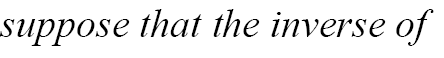 suppose that the inverse of